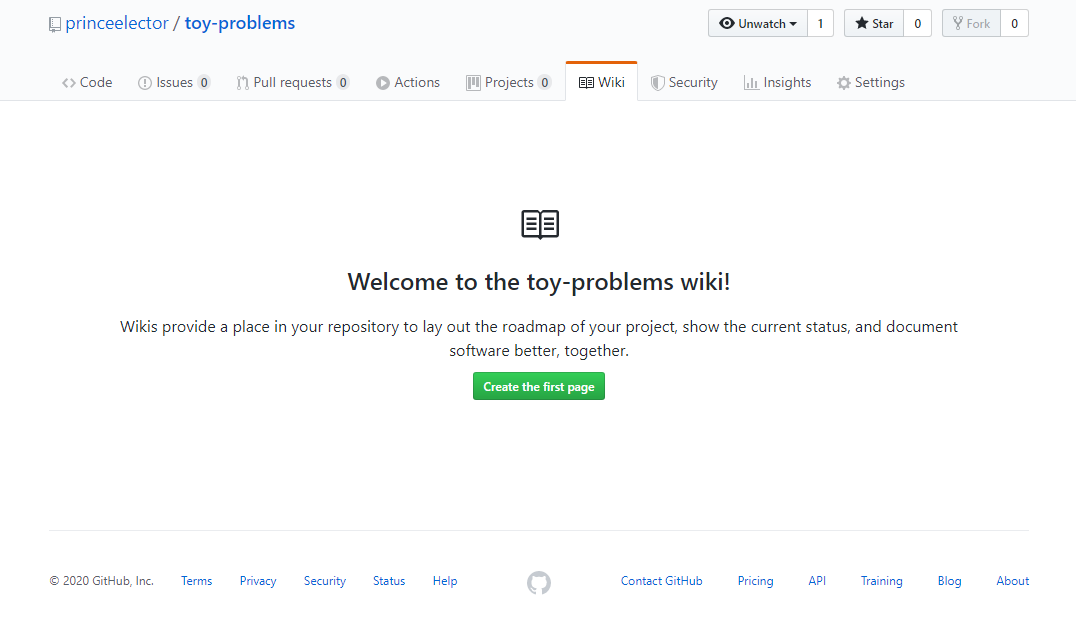 princeelector / toy-problems
Unwatch 1 Star 0 Fork 0
Code Issues 0 Pull requests 0 Actions Projects 0 Wiki Security Insights Settings
Welcome to the toy-problems wiki!
Wikis provide a place in your repository to lay out the roadmap of your project, show the current status, and document
software better, together.
Create the first page
© 2020 GitHub, Inc. Terms Privacy Security Status Help Contact GitHub Pricing API Training Blog About